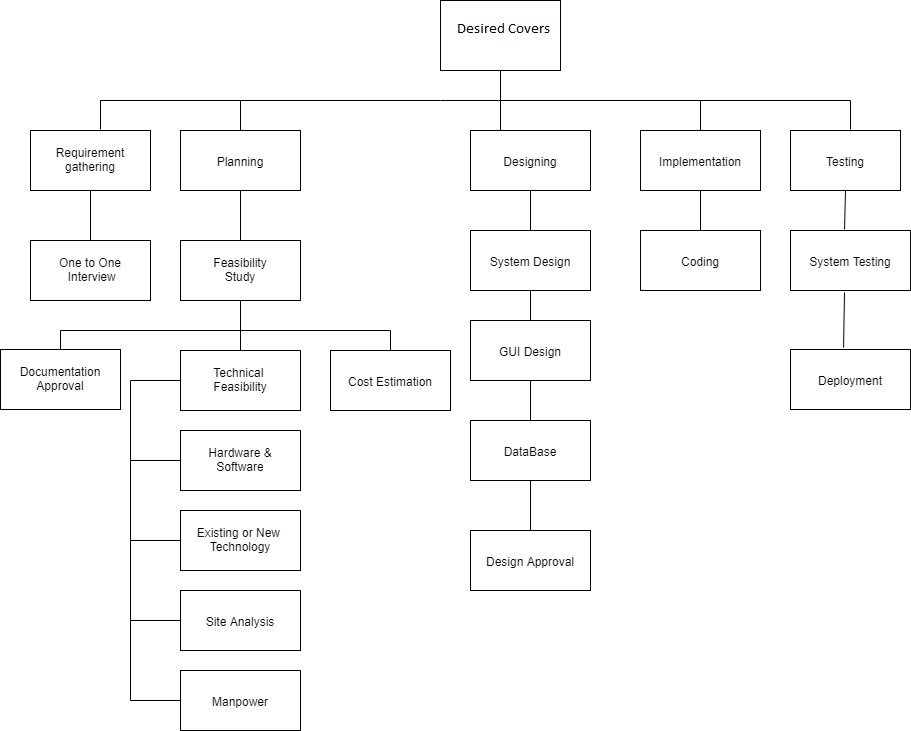 Desired Covers
Requirement
gathering
Planning
Designing
Implementation
Testing
One to One
Interview
Feasibility
Study
System Design
Coding
System Testing
Documentation
Approval
Technical
Feasibility
Cost Estimation
GUI Design
Deployment
Hardware &
Software
DataBase
Existing or New
Technology
Design Approval
Site Analysis
Manpower